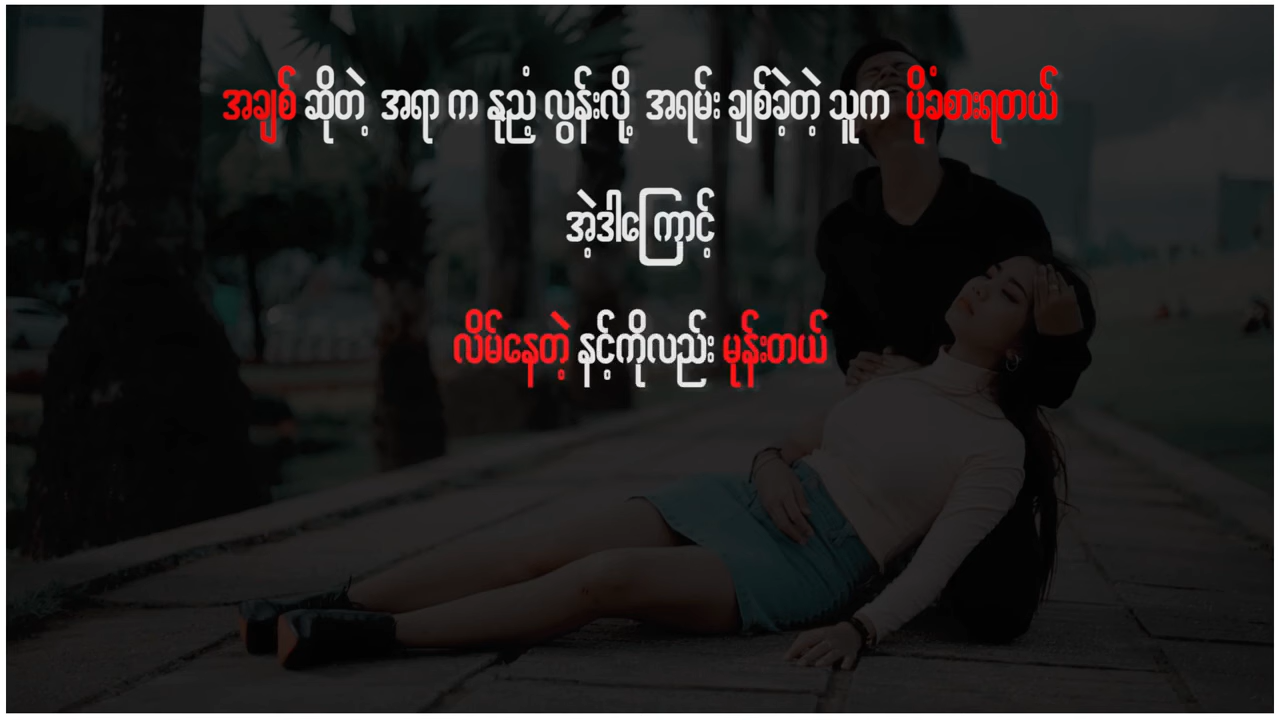 အချစ် ဆိုတဲ့ အရာ က နုညံ့ လွန်းလို့ အရမ်း ချစ်ခဲ့တဲ့ သူက ပိုခံစားရတယ်
အဲ့ဒါကြောင့်
လိမ်နေတဲ့ နင့်ကိုလည်း မုန်းတယ်